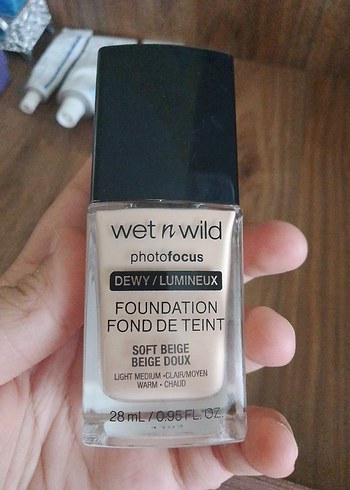 wet n wild
photofocus
DEWY / LUMINEUX
FOUNDATION
FOND DE TEINT
SOFT BEIGE
BEIGE DOUX
LIGHT MEDIUM •CLAIR/MOYEN
WARM • CHAUD
28 mL / 0.95 FL. OZ.